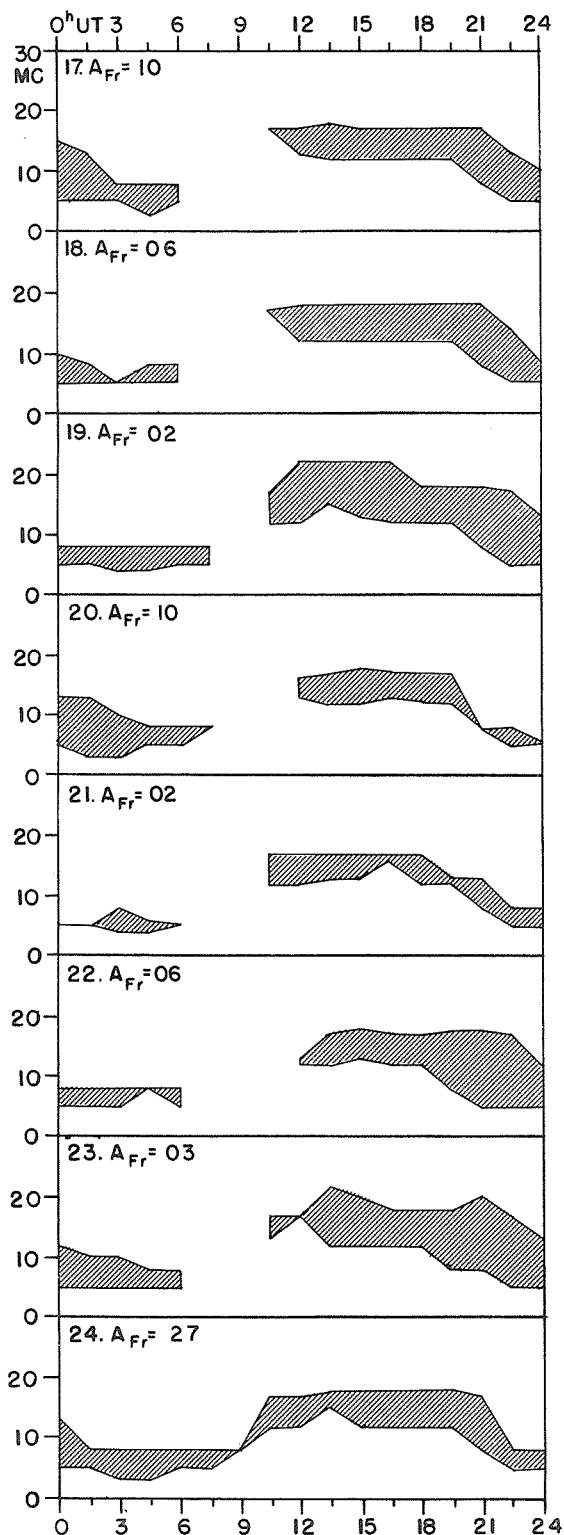 0ʰ UT 3 6 9 12 15 18 21 24
30
MC
17. A_Fr = 10
20
10
0
18. A_Fr = 06
20
10
0
19. A_Fr = 02
20
10
0
20. A_Fr = 10
20
10
0
21. A_Fr = 02
20
10
0
22. A_Fr = 06
20
10
0
23. A_Fr = 03
20
10
0
24. A_Fr = 27
20
10
0
0 3 6 9 12 15 18 21 24